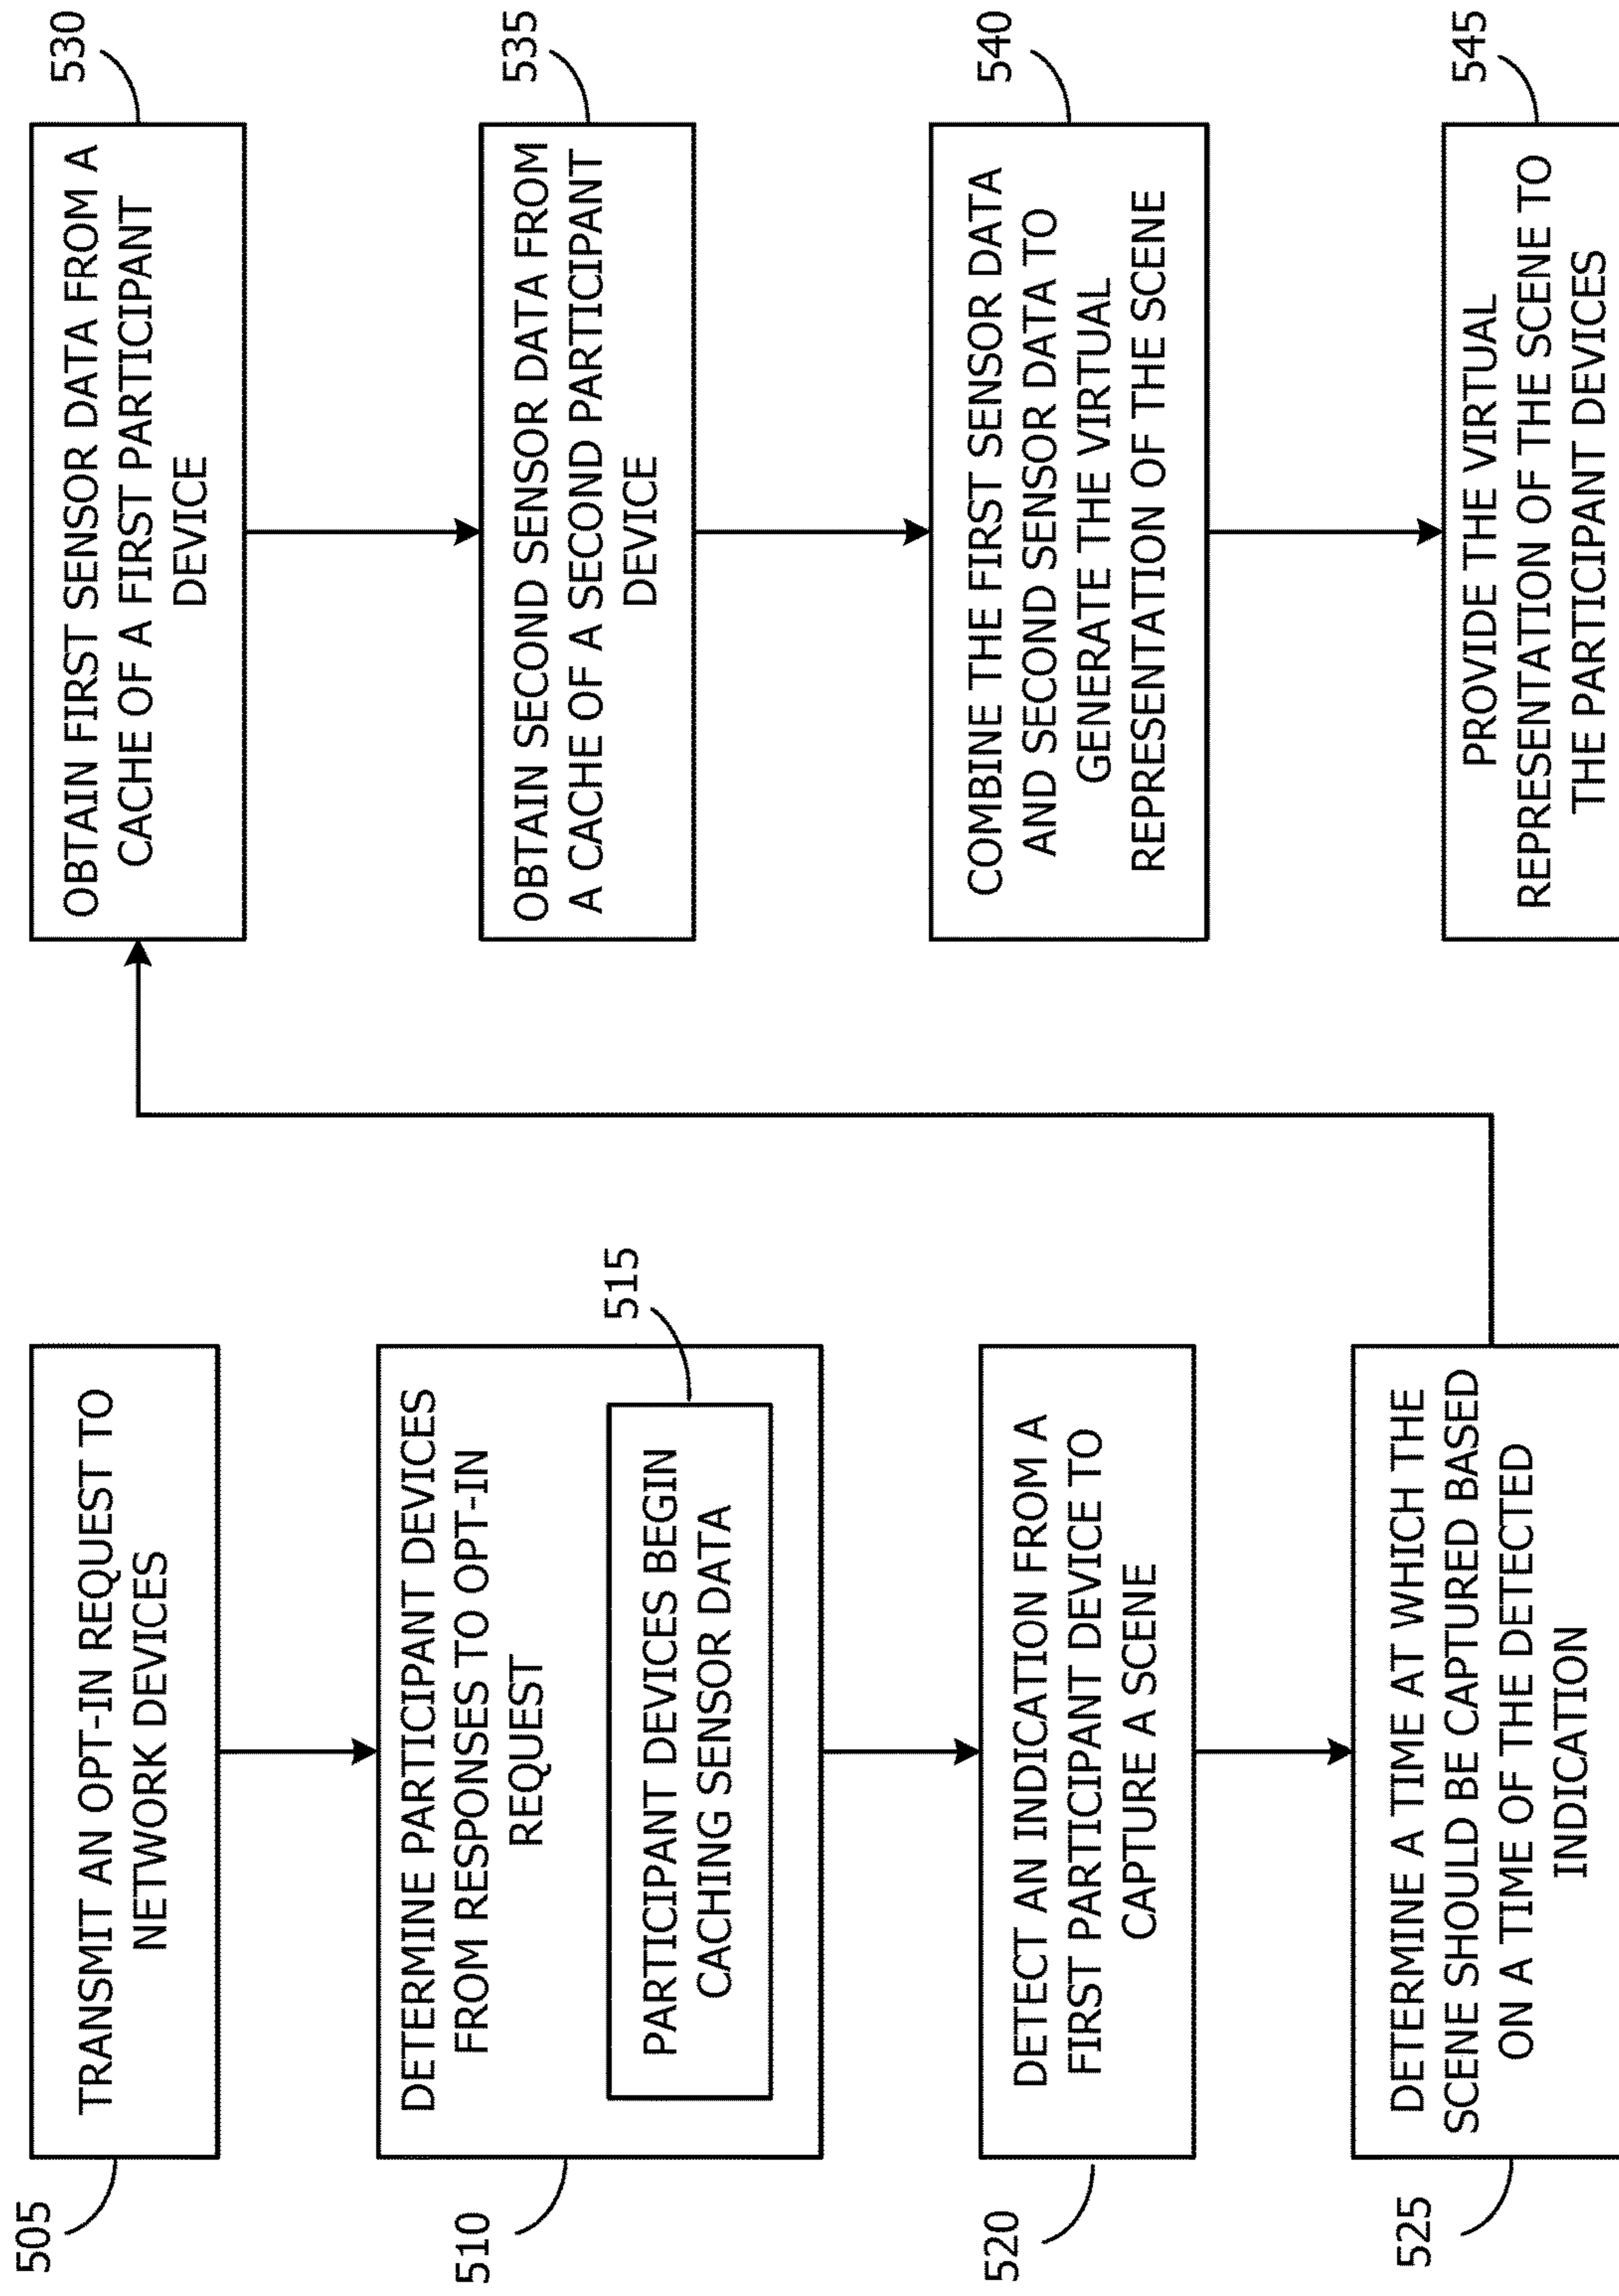 505
TRANSMIT AN OPT-IN REQUEST TO
NETWORK DEVICES
510
DETERMINE PARTICIPANT DEVICES
FROM RESPONSES TO OPT-IN
REQUEST
515
PARTICIPANT DEVICES BEGIN
CACHING SENSOR DATA
520
DETECT AN INDICATION FROM A
FIRST PARTICIPANT DEVICE TO
CAPTURE A SCENE
525
DETERMINE A TIME AT WHICH THE
SCENE SHOULD BE CAPTURED BASED
ON A TIME OF THE DETECTED
INDICATION
530
OBTAIN FIRST SENSOR DATA FROM A
CACHE OF A FIRST PARTICIPANT
DEVICE
535
OBTAIN SECOND SENSOR DATA FROM
A CACHE OF A SECOND PARTICIPANT
DEVICE
540
COMBINE THE FIRST SENSOR DATA
AND SECOND SENSOR DATA TO
GENERATE THE VIRTUAL
REPRESENTATION OF THE SCENE
545
PROVIDE THE VIRTUAL
REPRESENTATION OF THE SCENE TO
THE PARTICIPANT DEVICES